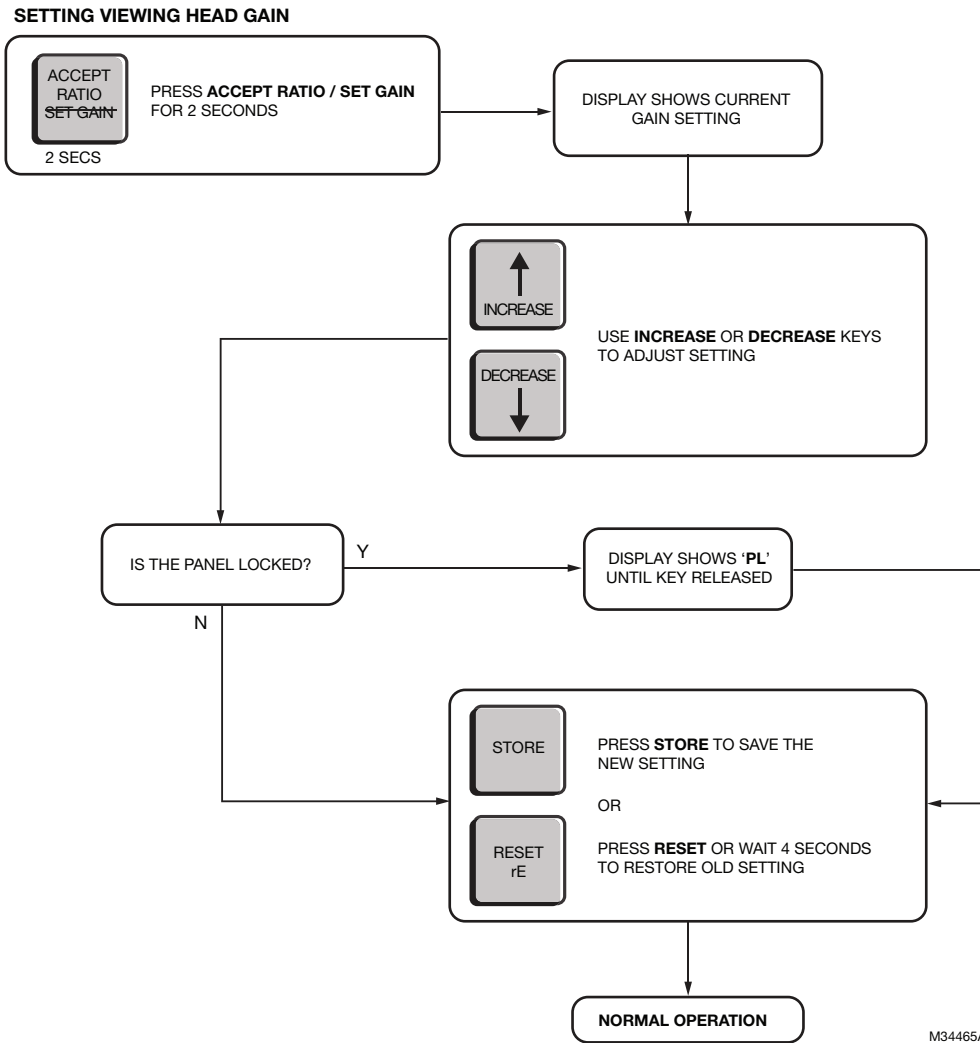 SETTING VIEWING HEAD GAIN
ACCEPT
RATIO
SET GAIN
2 SECS
PRESS ACCEPT RATIO / SET GAIN
FOR 2 SECONDS
DISPLAY SHOWS CURRENT
GAIN SETTING
INCREASE
DECREASE
USE INCREASE OR DECREASE KEYS
TO ADJUST SETTING
IS THE PANEL LOCKED?
Y
N
DISPLAY SHOWS ‘PL’
UNTIL KEY RELEASED
STORE
PRESS STORE TO SAVE THE
NEW SETTING
OR
RESET
rE
PRESS RESET OR WAIT 4 SECONDS
TO RESTORE OLD SETTING
NORMAL OPERATION
M34465A